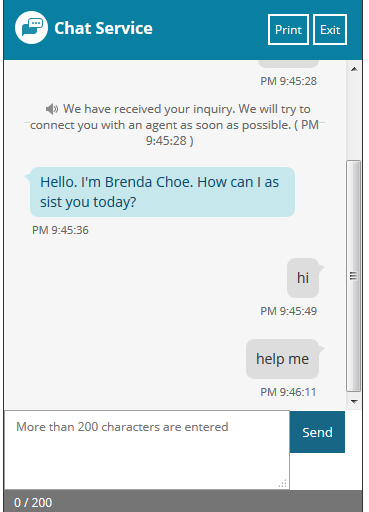 Chat Service
Print
Exit
PM 9:45:28
We have received your inquiry. We will try to
connect you with an agent as soon as possible. ( PM
9:45:28 )
Hello. I'm Brenda Choe. How can I as
sist you today?
PM 9:45:36
hi
PM 9:45:49
help me
PM 9:46:11
More than 200 characters are entered
Send
0 / 200